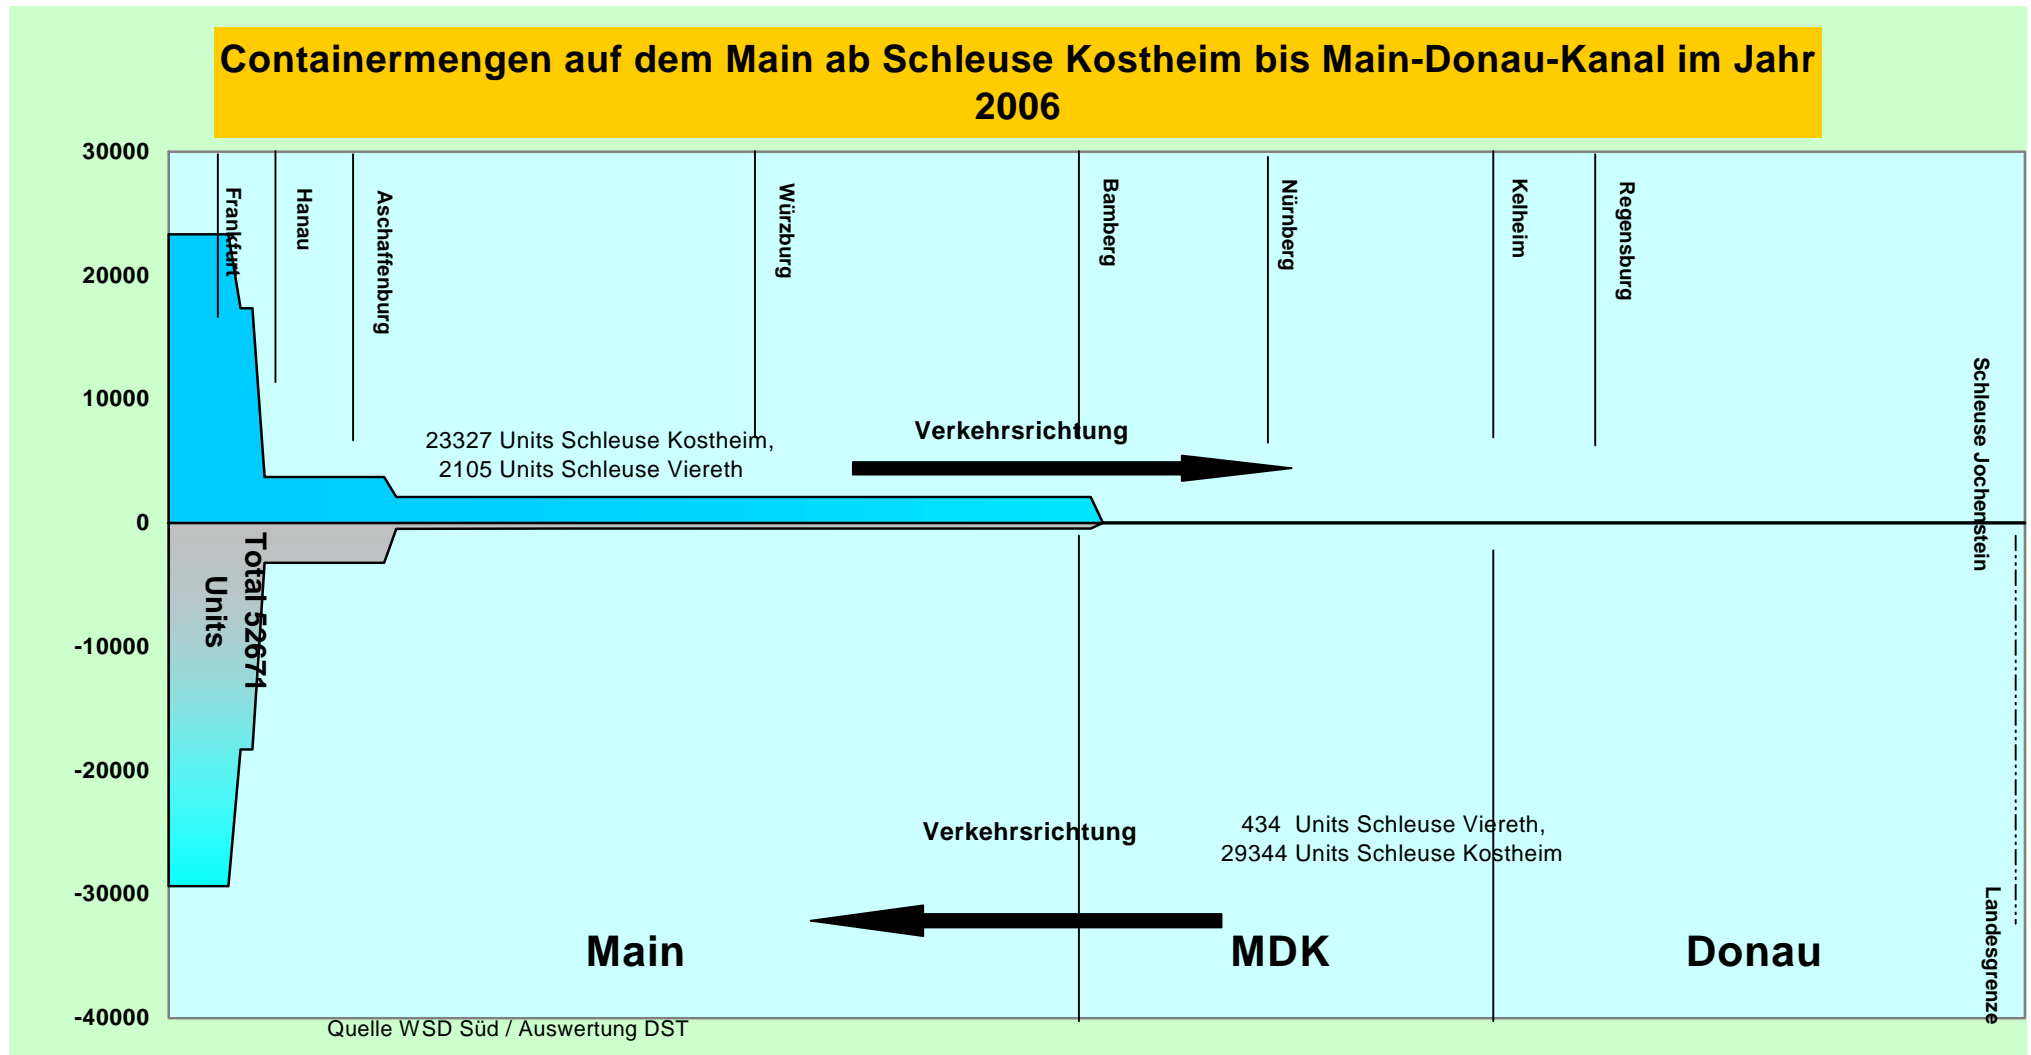 Containermengen auf dem Main ab Schleuse Kostheim bis Main-Donau-Kanal im Jahr
2006
30000
20000
10000
0
-10000
-20000
-30000
-40000
Frankfurt
Hanau
Aschaffenburg
Würzburg
Bamberg
Nürnberg
Kelheim
Regensburg
Schleuse Jochenstein
23327 Units Schleuse Kostheim,
2105 Units Schleuse Viereth
Verkehrsrichtung
Total 52671
Units
Verkehrsrichtung
434 Units Schleuse Viereth,
29344 Units Schleuse Kostheim
Landesgrenze
Main
MDK
Donau
Quelle WSD Süd / Auswertung DST